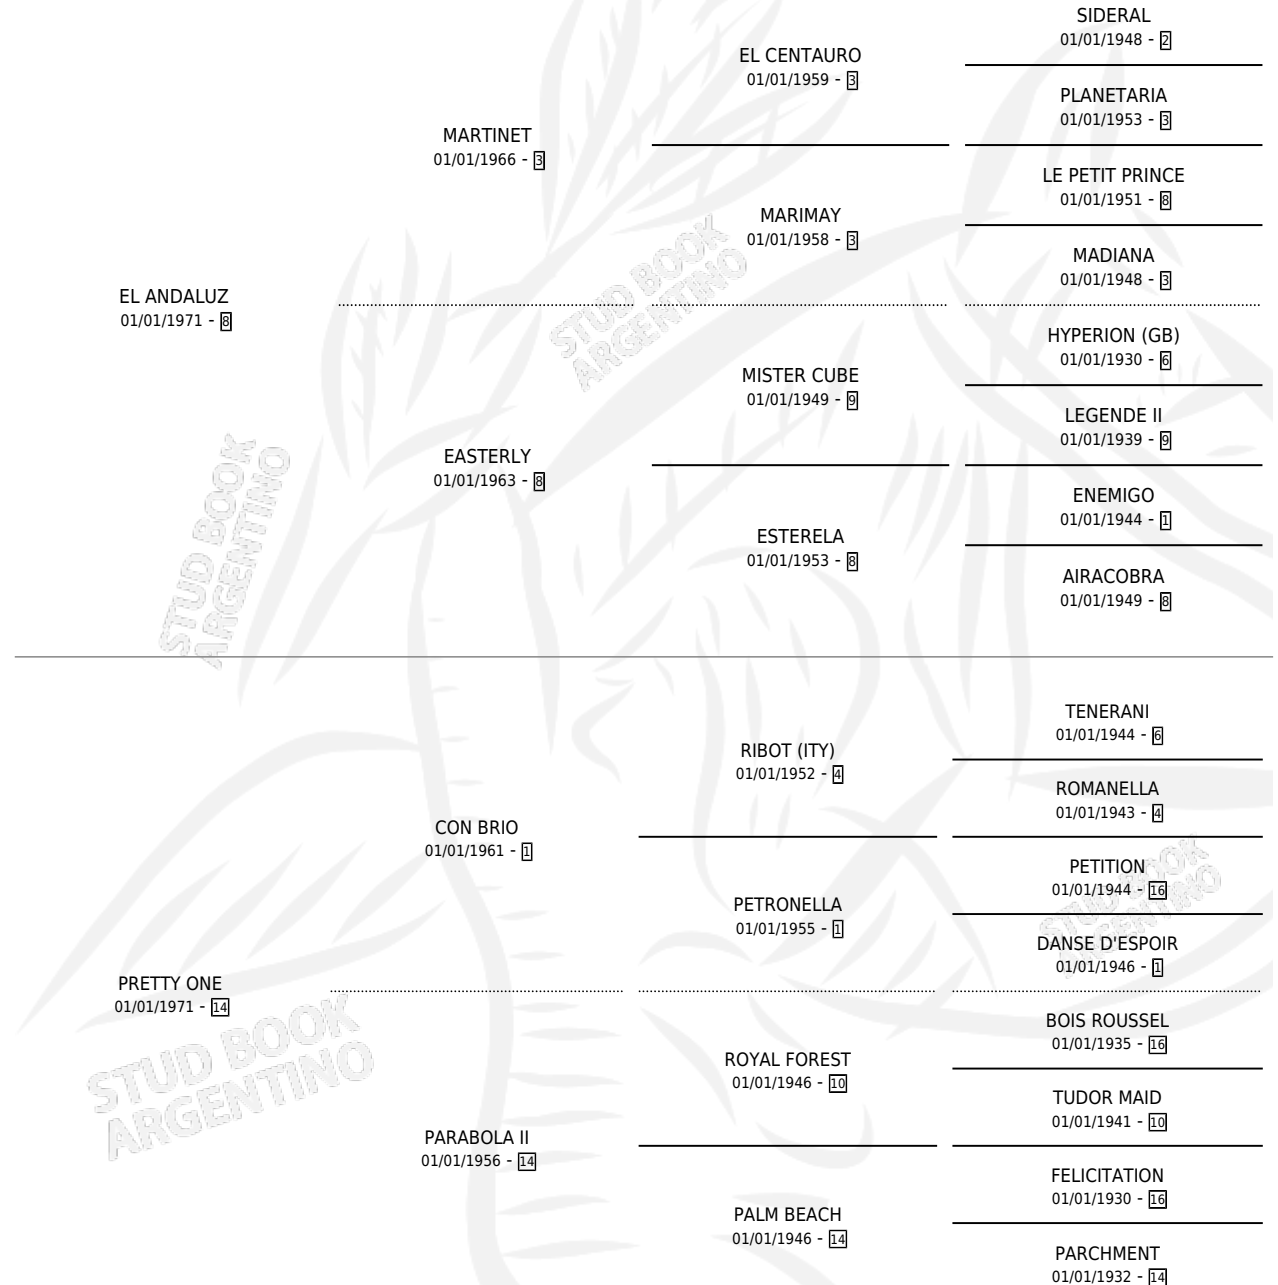 SIDERAL
01/01/1948 - 2
EL CENTAURO
01/01/1959 - 3
PLANETARIA
01/01/1953 - 3
MARTINET
01/01/1966 - 3
LE PETIT PRINCE
01/01/1951 - 8
MARIMAY
01/01/1958 - 3
MADIANA
01/01/1948 - 3
EL ANDALUZ
01/01/1971 - 8
HYPERION (GB)
01/01/1930 - 6
MISTER CUBE
01/01/1949 - 9
LEGENDE II
01/01/1939 - 9
EASTERLY
01/01/1963 - 8
ENEMIGO
01/01/1944 - 1
ESTERELA
01/01/1953 - 8
AIRACOBRA
01/01/1949 - 8
STUD BOOK
ARGENTINO
STUD BOOK
ARGENTINO
TENERANI
01/01/1944 - 6
RIBOT (ITY)
01/01/1952 - 4
ROMANELLA
01/01/1943 - 4
CON BRIO
01/01/1961 - 1
PETITION
01/01/1944 - 16
PETRONELLA
01/01/1955 - 1
DANSE D'ESPOIR
01/01/1946 - 1
PRETTY ONE
01/01/1971 - 14
BOIS ROUSSEL
01/01/1935 - 16
ROYAL FOREST
01/01/1946 - 10
TUDOR MAID
01/01/1941 - 10
PARABOLA II
01/01/1956 - 14
FELICITATION
01/01/1930 - 16
PALM BEACH
01/01/1946 - 14
PARCHMENT
01/01/1932 - 14
STUD BOOK
ARGENTINO
STUD BOOK
ARGENTINO